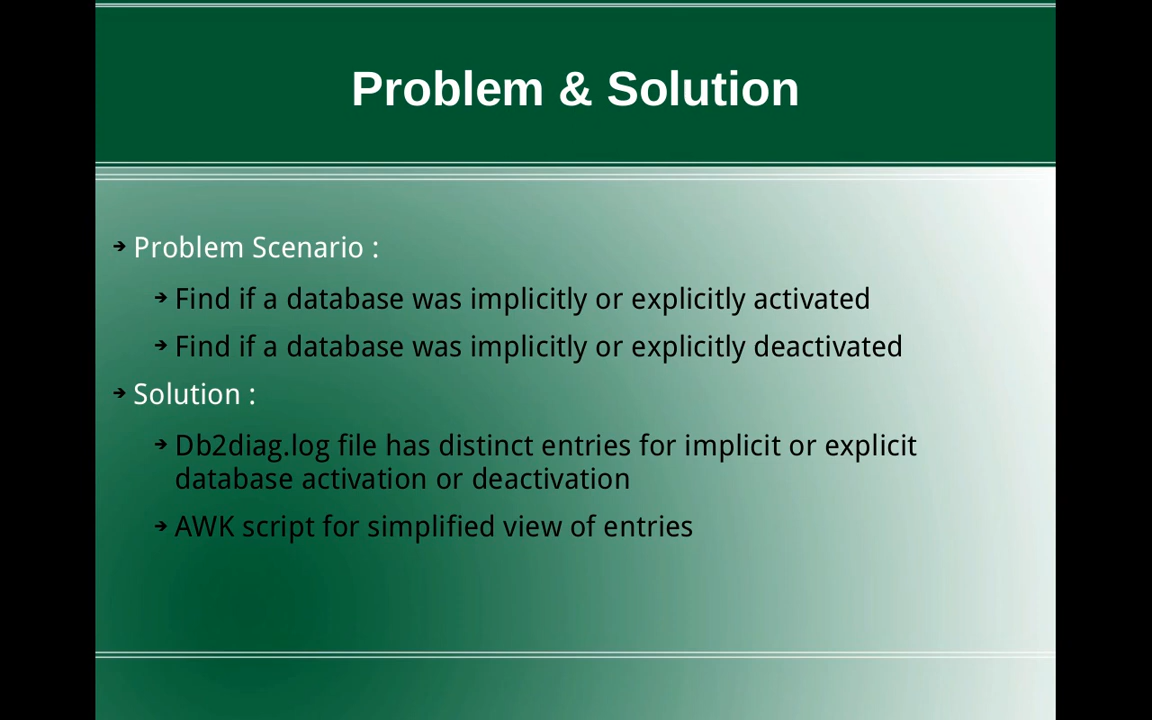 Problem & Solution
Problem Scenario :
Find if a database was implicitly or explicitly activated
Find if a database was implicitly or explicitly deactivated
Solution :
Db2diag.log file has distinct entries for implicit or explicit
database activation or deactivation
AWK script for simplified view of entries